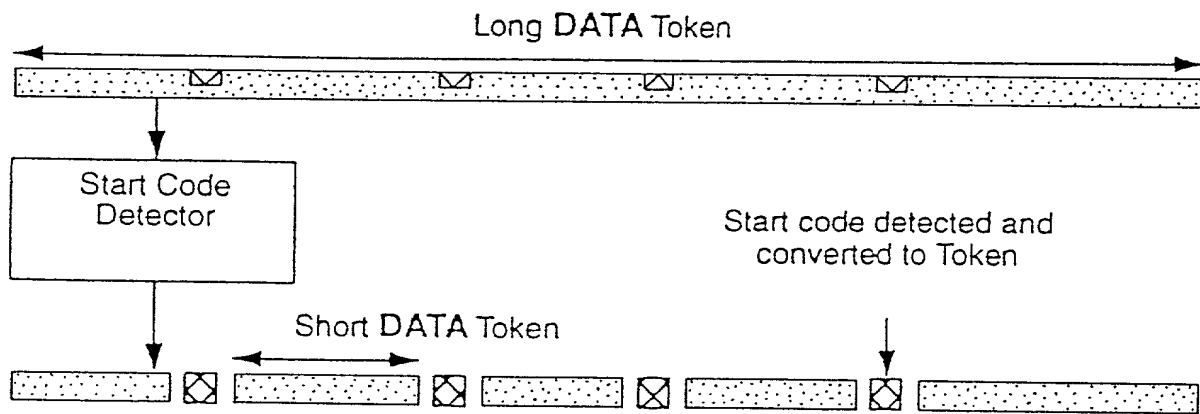 Long DATA Token
Start Code
Detector
Start code detected and
converted to Token
Short DATA Token